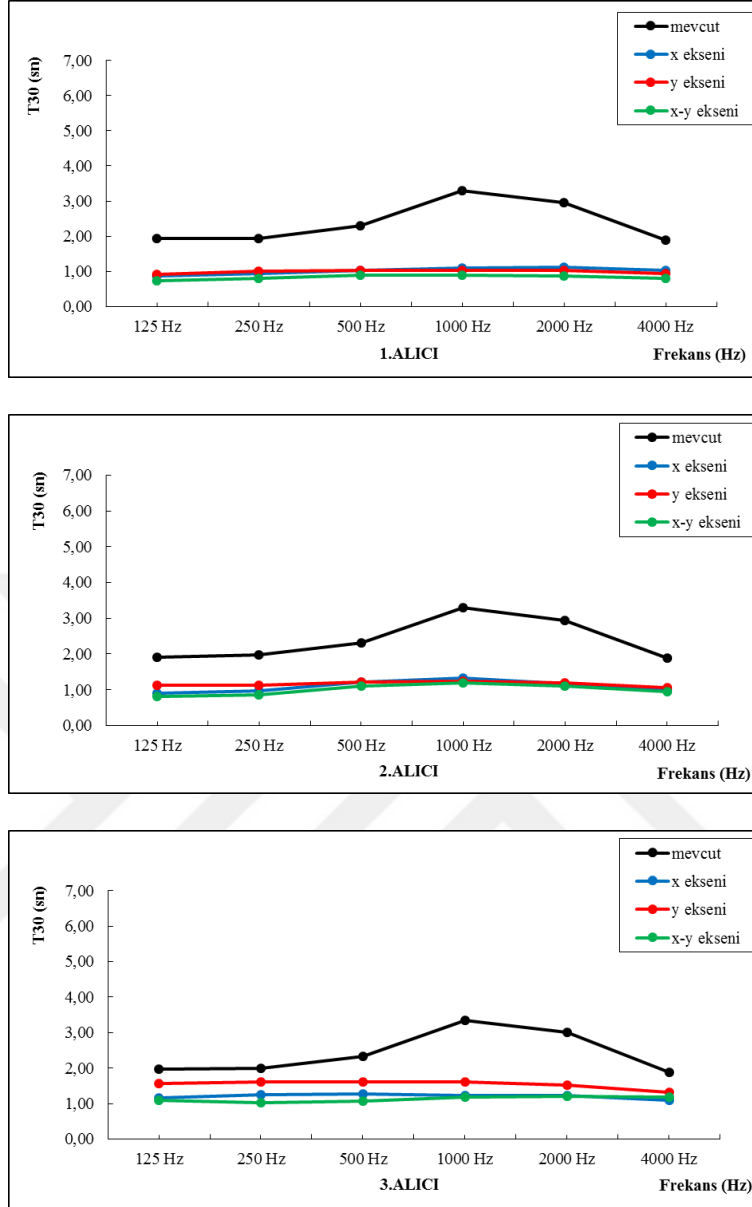 T30 (sn)
mevcut
x ekseni
y ekseni
x-y ekseni
7,00
6,00
5,00
4,00
3,00
2,00
1,00
0,00
125 Hz 250 Hz 500 Hz 1000 Hz 2000 Hz 4000 Hz
1.ALICI Frekans (Hz)
T30 (sn)
mevcut
x ekseni
y ekseni
x-y ekseni
7,00
6,00
5,00
4,00
3,00
2,00
1,00
0,00
125 Hz 250 Hz 500 Hz 1000 Hz 2000 Hz 4000 Hz
2.ALICI Frekans (Hz)
T30 (sn)
mevcut
x ekseni
y ekseni
x-y ekseni
7,00
6,00
5,00
4,00
3,00
2,00
1,00
0,00
125 Hz 250 Hz 500 Hz 1000 Hz 2000 Hz 4000 Hz
3.ALICI Frekans (Hz)